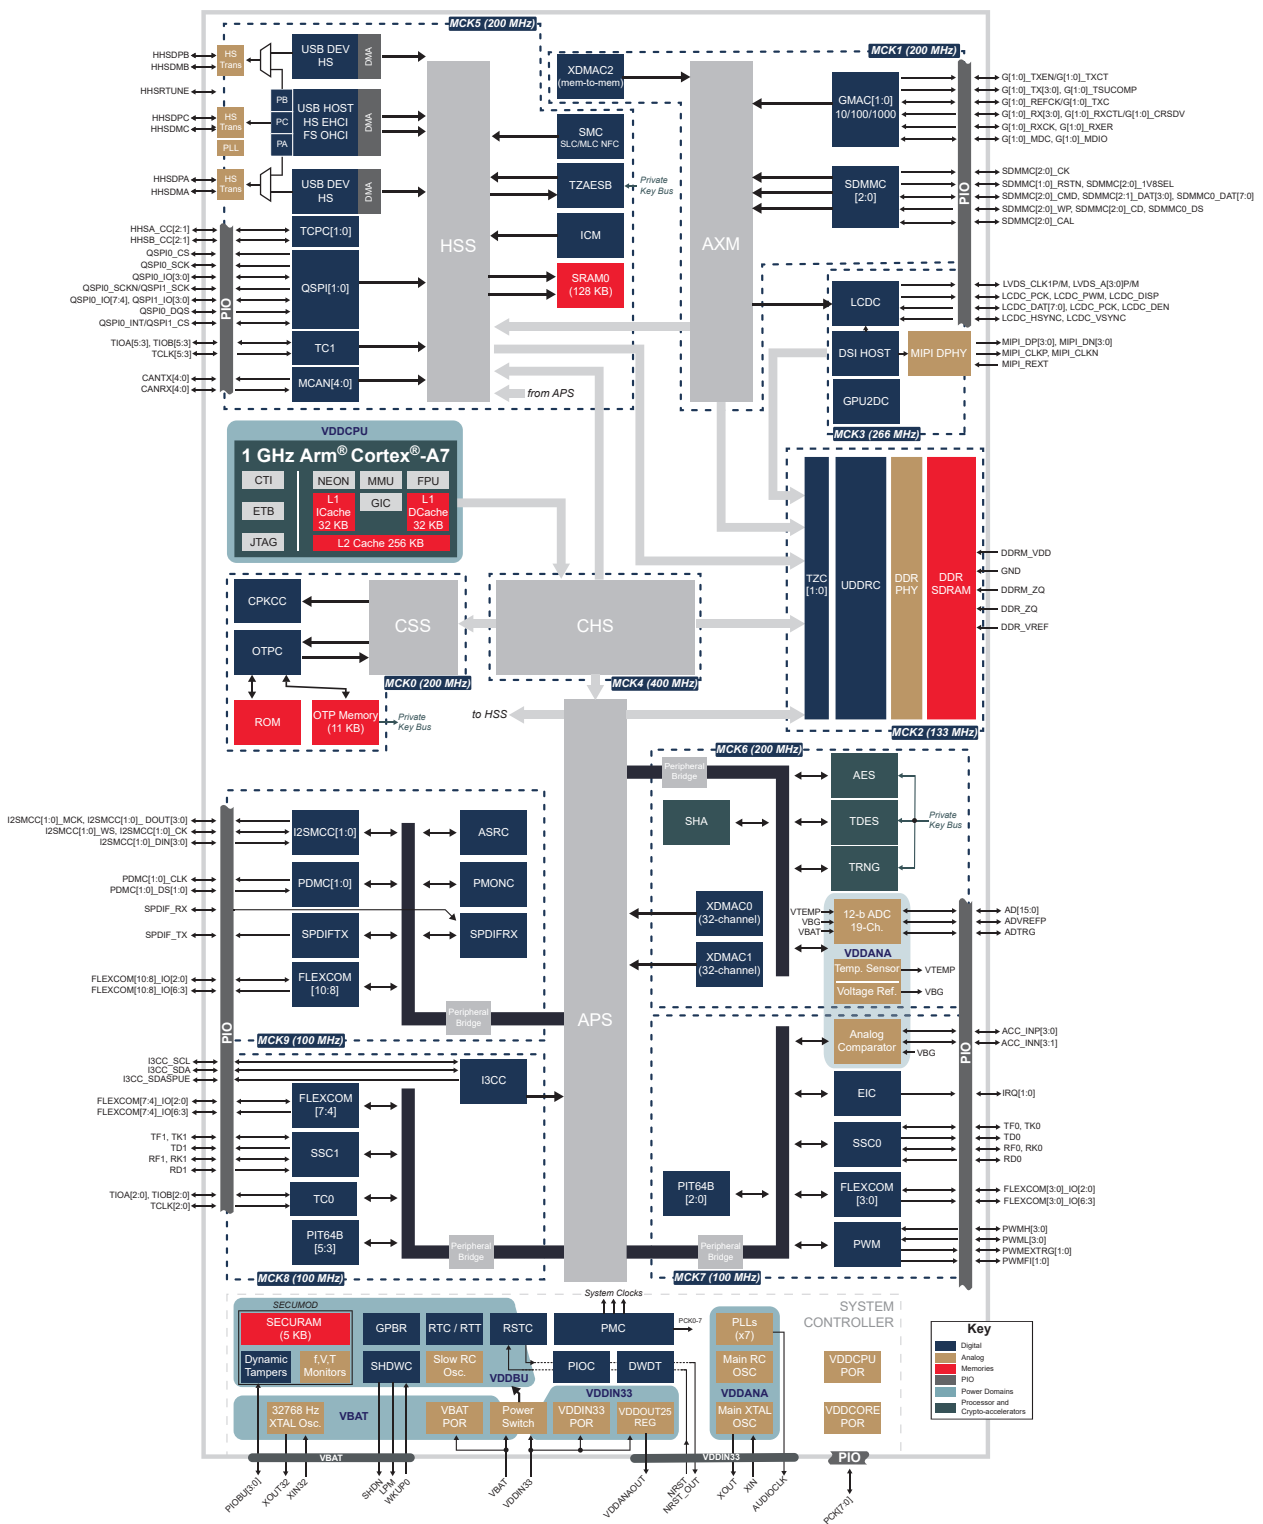 MCK5 (200 MHz)
HHSDPB
HHSDMB
HS
Trans
USB DEV
HS
DMA
HHSRTUNE
PB
PC
PA
USB HOST
HS EHCI
FS OHCI
DMA
HHSDPC
HHSDMC
HS
Trans
PLL
HHSDPA
HHSDMA
HS
Trans
USB DEV
HS
DMA
HHSA_CC[2:1]
HHSB_CC[2:1]
TCPC[1:0]
QSPI0_CS
QSPI0_SCK
QSPI0_IO[3:0]
QSPI0_SCKN/QSPI1_SCK
QSPI0_IO[7:4], QSPI1_IO[3:0]
QSPI0_DQS
QSPI0_INT/QSPI1_CS
QSPI[1:0]
PIO
TIOA[5:3], TIOB[5:3]
TCLK[5:3]
TC1
CANTX[4:0]
CANRX[4:0]
MCAN[4:0]
HSS
XDMAC2
(mem-to-mem)
SMC
SLC/MLC NFC
TZAESB
Private
Key Bus
ICM
SRAM0
(128 KB)
from APS
AXM
MCK1 (200 MHz)
GMAC[1:0]
10/100/1000
G[1:0]_TXEN/G[1:0]_TXCT
G[1:0]_TX[3:0], G[1:0]_TSUCOMP
G[1:0]_REFCK/G[1:0]_TXC
G[1:0]_RX[3:0], G[1:0]_RXCTL/G[1:0]_CRSDV
G[1:0]_RXCK, G[1:0]_RXER
G[1:0]_MDC, G[1:0]_MDIO
SDMMC
[2:0]
PIO
SDMMC[2:0]_CK
SDMMC[1:0]_RSTN, SDMMC[2:0]_1V8SEL
SDMMC[2:0]_CMD, SDMMC[2:1]_DAT[3:0], SDMMC0_DAT[7:0]
SDMMC[2:0]_WP, SDMMC[2:0]_CD, SDMMC0_DS
SDMMC[2:0]_CAL
LCDC
LVDS_CLK1P/M, LVDS_A[3:0]P/M
LCDC_PCK, LCDC_PWM, LCDC_DISP
LCDC_DAT[7:0], LCDC_PCK, LCDC_DEN
LCDC_HSYNC, LCDC_VSYNC
DSI HOST
MIPI DPHY
MIPI_DP[3:0], MIPI_DN[3:0]
MIPI_CLKP, MIPI_CLKN
MIPI_REXT
GPU2DC
MCK3 (266 MHz)
VDDCPU
1 GHz Arm® Cortex®-A7
CTI
ETB
JTAG
NEON
MMU
FPU
L1
ICache
32 KB
GIC
L1
DCache
32 KB
L2 Cache 256 KB
TZC
[1:0]
UDDRC
DDR
PHY
DDR
SDRAM
DDRM_VDD
GND
DDRM_ZQ
DDR_ZQ
DDR_VREF
MCK2 (133 MHz)
CPKCC
OTPC
CSS
MCK0 (200 MHz)
ROM
OTP Memory
(11 KB)
Private
Key Bus
CHS
MCK4 (400 MHz)
to HSS
APS
MCK6 (200 MHz)
Peripheral
Bridge
AES
SHA
TDES
TRNG
Private
Key Bus
XDMAC0
(32-channel)
XDMAC1
(32-channel)
VTEMP
VBG
VBAT
12-b ADC
19-Ch.
VDDANA
AD[15:0]
ADVREFP
ADTRG
Temp. Sensor
Voltage Ref.
VTEMP
VBG
PIO
Analog
Comparator
VBG
ACC_INP[3:0]
ACC_INN[3:1]
EIC
IRQ[1:0]
SSC0
TF0, TK0
TD0
RF0, RK0
RD0
PIT64B
[2:0]
FLEXCOM
[3:0]
FLEXCOM[3:0]_IO[2:0]
FLEXCOM[3:0]_IO[6:3]
PWM
PWMH[3:0]
PWML[3:0]
PWMEXTRG[1:0]
PWMFI[1:0]
Peripheral
Bridge
MCK7 (100 MHz)
I2SMCC[1:0]_MCK, I2SMCC[1:0]_ DOUT[3:0]
I2SMCC[1:0]_WS, I2SMCC[1:0]_CK
I2SMCC[1:0]_DIN[3:0]
I2SMCC[1:0]
ASRC
PDMC[1:0]_CLK
PDMC[1:0]_DS[1:0]
PDMC[1:0]
PMONC
SPDIF_RX
SPDIF_TX
SPDIFTX
SPDIFRX
FLEXCOM[10:8]_IO[2:0]
FLEXCOM[10:8]_IO[6:3]
FLEXCOM
[10:8]
Peripheral
Bridge
PIO
MCK9 (100 MHz)
I3CC_SCL
I3CC_SDA
I3CC_SDASPUE
I3CC
FLEXCOM[7:4]_IO[2:0]
FLEXCOM[7:4]_IO[6:3]
FLEXCOM
[7:4]
TF1, TK1
TD1
RF1, RK1
RD1
SSC1
TIOA[2:0], TIOB[2:0]
TCLK[2:0]
TC0
PIT64B
[5:3]
Peripheral
Bridge
MCK8 (100 MHz)
SECUMOD
SECURAM
(5 KB)
Dynamic
Tampers
f,V,T
Monitors
GPBR
RTC / RTT
RSTC
SHDWC
Slow RC
Osc.
VDDBU
System Clocks
PMC
PCK0-7
PIOC
DWDT
VDDIN33
PLLs
(x7)
Main RC
OSC
VDDANA
Main XTAL
OSC
SYSTEM
CONTROLLER
VDDCPU
POR
VDDCORE
POR
32768 Hz
XTAL Osc.
VBAT
VBAT
POR
Power
Switch
VDDIN33
POR
VDDOUT25
REG
VBAT
VDDIN33
PIO
PIOBU[3:0]
XOUT32
XIN32
SHDN
LPM
WKUP0
VBAT
VDDIN33
VDDANAOUT
NRST
NRST_OUT
XOUT
XIN
AUDIOCLK
PCK[7:0]
Key
Digital
Analog
Memories
PIO
Power Domains
Processor and
Crypto-accelerators